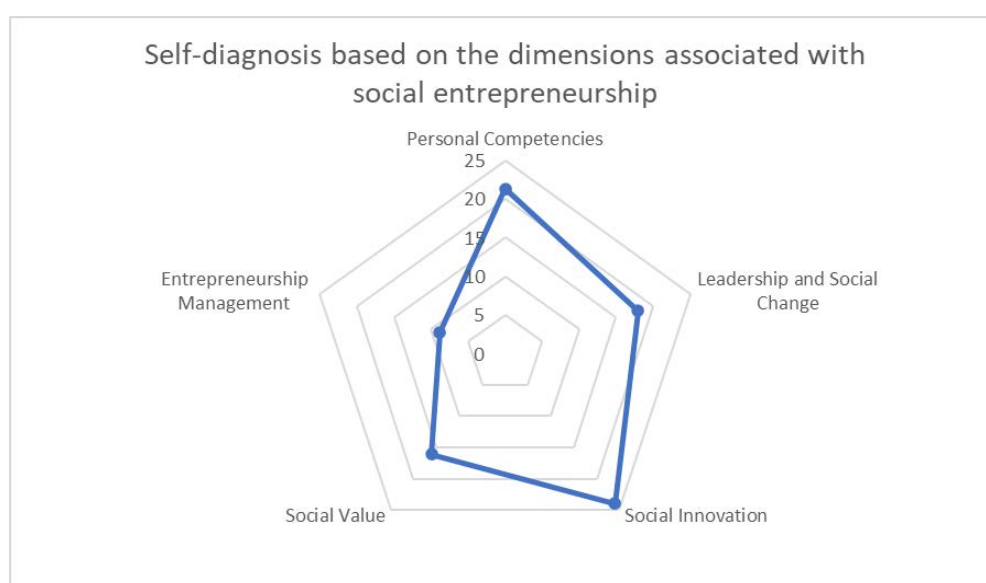 Self-diagnosis based on the dimensions associated with
social entrepreneurship
Personal Competencies
25
20
15
10
5
0
Leadership and Social
Change
Social Innovation
Social Value
Entrepreneurship
Management